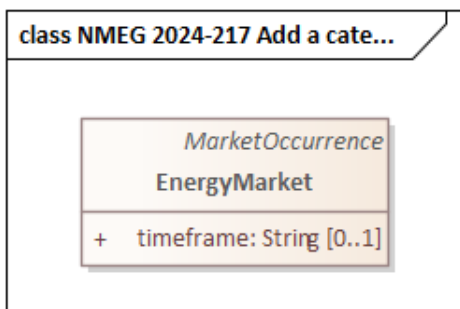 class NMEG 2024-217 Add a cate...
MarketOccurrence
EnergyMarket
+ timeframe: String [0..1]